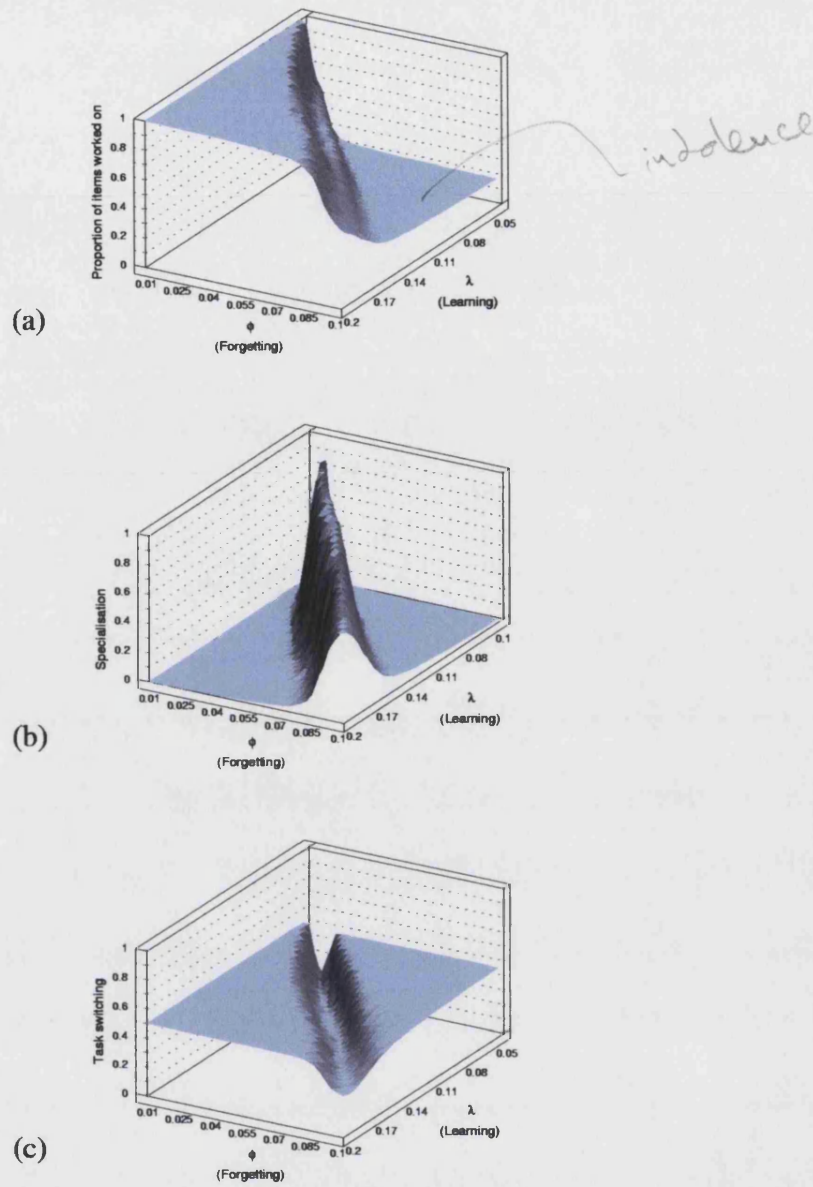 Proportion of items worked on
1
0.8
0.6
0.4
0.2
0
0.01 0.025 0.04 0.055 0.07 0.085 0.1
ϕ
(Forgetting)
0.2 0.17 0.14 0.11 0.08 0.05
λ
(Learning)
indolence
(a)
Specialisation
1
0.8
0.6
0.4
0.2
0
0.01 0.025 0.04 0.055 0.07 0.085 0.1
ϕ
(Forgetting)
0.2 0.17 0.14 0.11 0.08 0.1
λ
(Learning)
(b)
Task switching
1
0.8
0.6
0.4
0.2
0
0.01 0.025 0.04 0.055 0.07 0.085 0.1
ϕ
(Forgetting)
0.2 0.17 0.14 0.11 0.08 0.05
λ
(Learning)
(c)